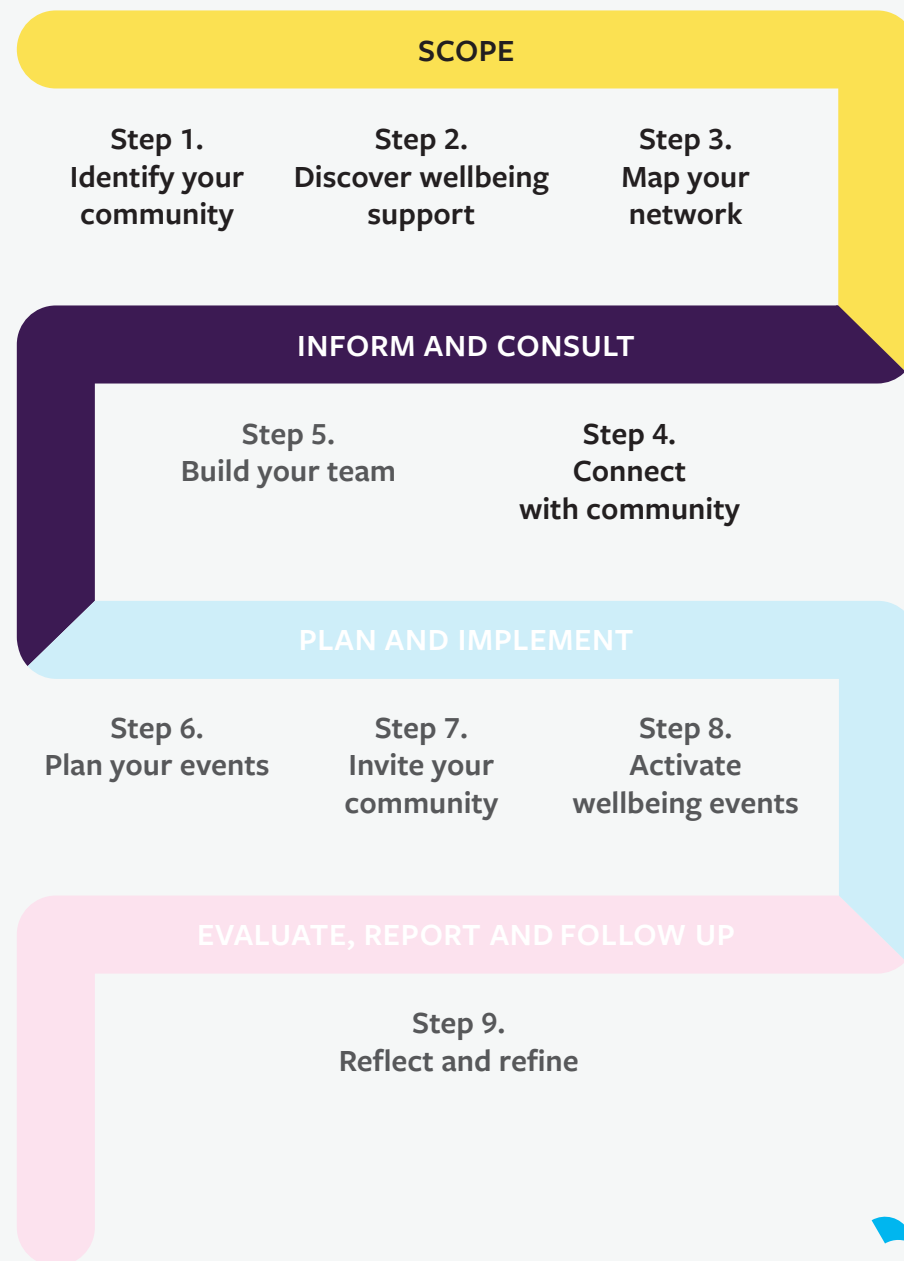 SCOPE
Step 1.
Identify your
community
Step 2.
Discover wellbeing
support
Step 3.
Map your
network
INFORM AND CONSULT
Step 5.
Build your team
Step 4.
Connect
with community
PLAN AND IMPLEMENT
Step 6.
Plan your events
Step 7.
Invite your
community
Step 8.
Activate
wellbeing events
EVALUATE, REPORT AND FOLLOW UP
Step 9.
Reflect and refine